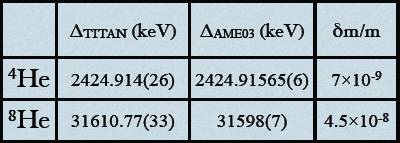 ΔTITAN (keV) ΔAME03 (keV) δm/m
⁴He 2424.914(26) 2424.91565(6) 7×10⁻⁹
⁸He 31610.77(33) 31598(7) 4.5×10⁻⁸